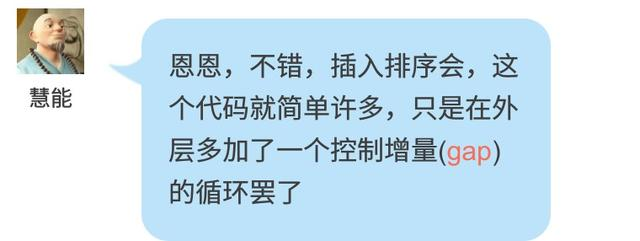 恩恩，不错，插入排序会，这
个代码就简单许多，只是在外
层多加了一个控制增量(gap)
的循环罢了
慧能